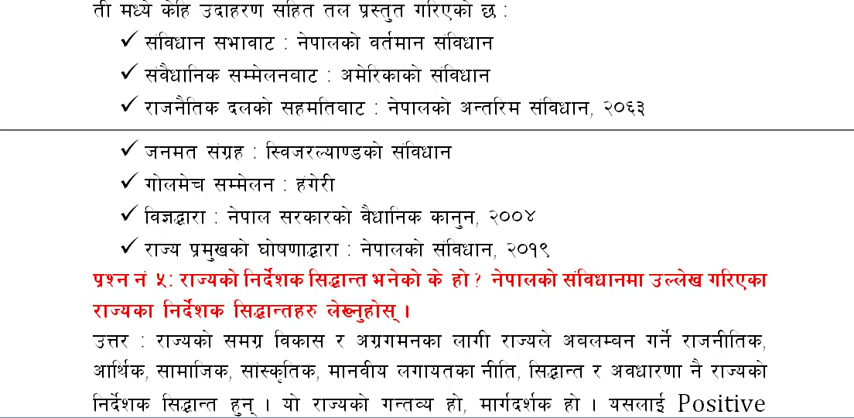 ती मध्ये केहि उदाहरण सहित तल प्रस्तुत गरिएको छ :
✓ संविधान सभावाट : नेपालको वर्तमान संविधान
✓ संवैधानिक सम्मेलनबाट : अमेरिकाको संविधान
✓ राजनैतिक दलको सहमतिबाट : नेपालको अन्तरिम संविधान, २०६३
✓ जनमत संग्रह : स्विजरल्याण्डको संविधान
✓ गोलमेच सम्मेलन : हंगेरी
✓ विज्ञद्वारा : नेपाल सरकारको वैधानिक कानुन, २००४
✓ राज्य प्रमुखको घोषणाद्वारा : नेपालको संविधान, २०१९
प्रश्न नं ५: राज्यको निर्देशक सिद्धान्त भनेको के हो ? नेपालको संविधानमा उल्लेख गरिएका
राज्यका निर्देशक सिद्धान्तहरु लेख्नुहोस् ।
उत्तर : राज्यको समग्र विकास र अग्रगमनका लागी राज्यले अबलम्बन गर्ने राजनीतिक,
आर्थिक, सामाजिक, सांस्कृतिक, मानवीय लगायतका नीति, सिद्धान्त र अवधारणा नै राज्यको
निर्देशक सिद्धान्त हुन् । यो राज्यको गन्तव्य हो, मार्गदर्शक हो । यसलाई Positive